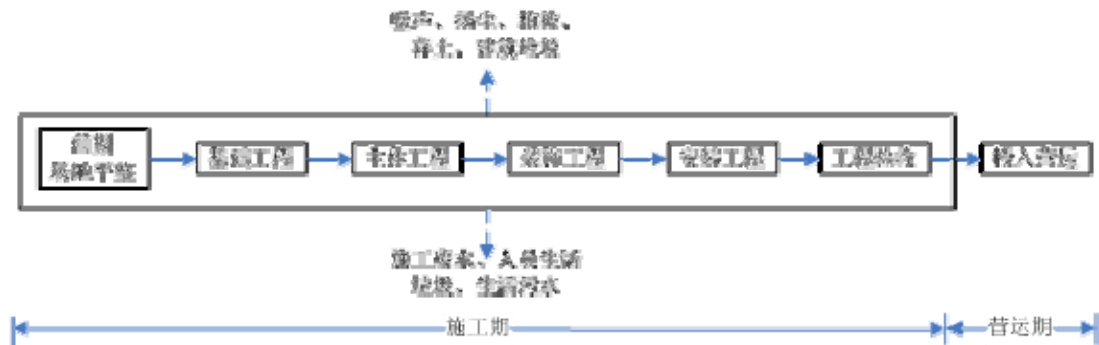 噪声、扬尘、
弃土、建筑垃圾
前期
场地平整
基础工程
主体工程
装饰工程
安装工程
工程验收
投入营运
施工废水、人员生活
垃圾、生活污水
施工期
营运期